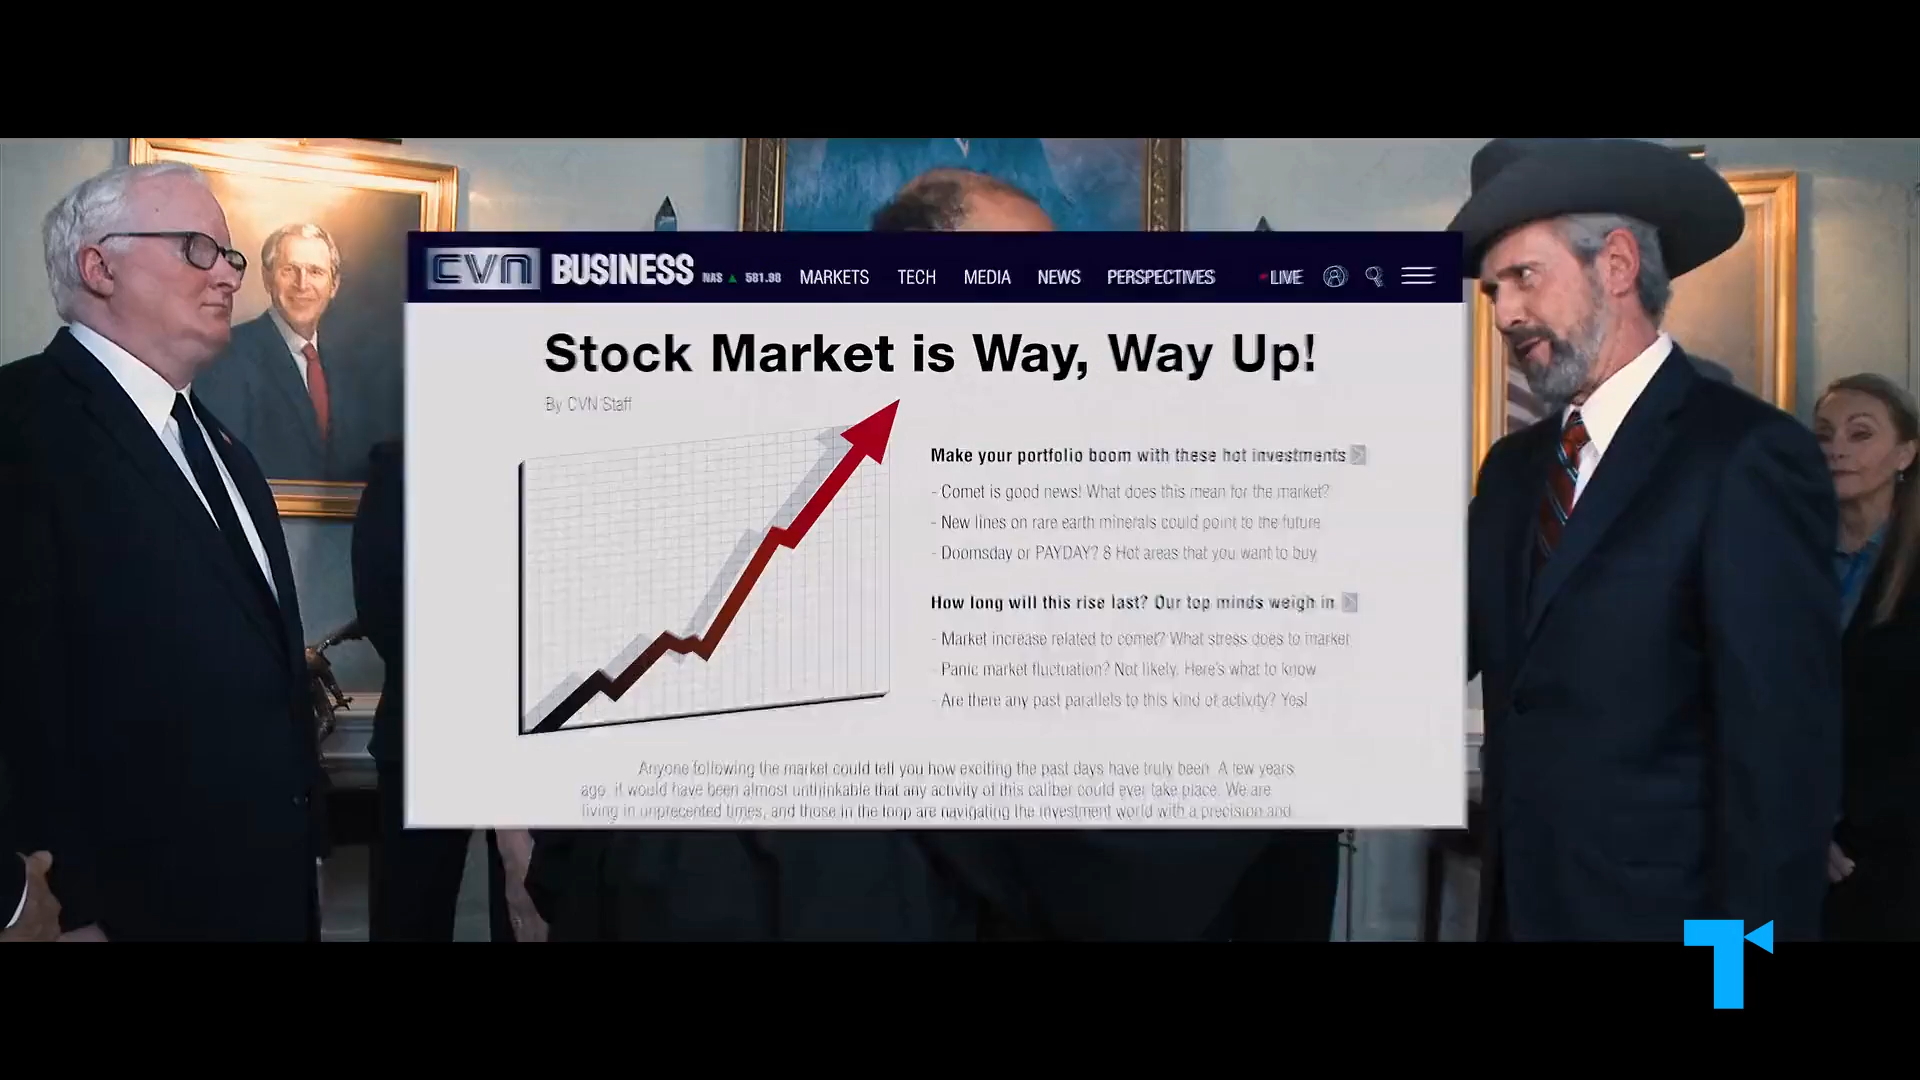 CVN BUSINESS NAS ▲ 581.98 MARKETS TECH MEDIA NEWS PERSPECTIVES LIVE
Stock Market is Way, Way Up!
By CVN Staff
Make your portfolio boom with these hot investments
- Comet is good news! What does this mean for the market?
- New lines on rare earth minerals could point to the future
- Doomsday or PAYDAY? 8 Hot areas that you want to buy
How long will this rise last? Our top minds weigh in
- Market increase related to comet? What stress does to market
- Panic market fluctuation? Not likely. Here's what to know
- Are there any past parallels to this kind of activity? Yes!
Anyone following the market could tell you how exciting the past days have truly been. A few years
ago, it would have been almost unthinkable that any activity of this caliber could ever take place. We are
living in unprecented times, and those in the loop are navigating the investment world with a precision and